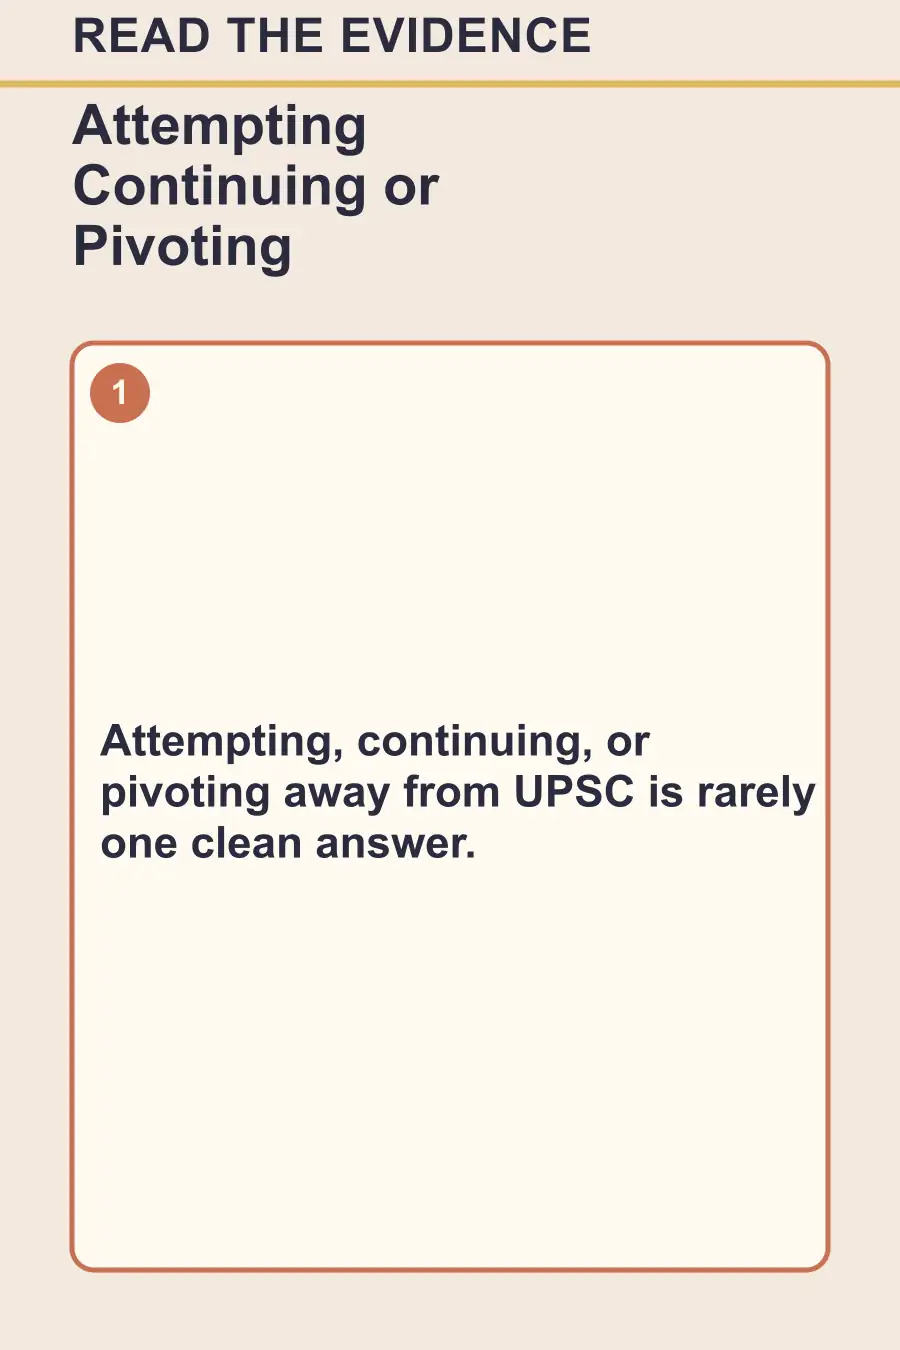 READ THE EVIDENCE
Attempting
Continuing or
Pivoting
1
Attempting, continuing, or
pivoting away from UPSC is rarely
one clean answer.